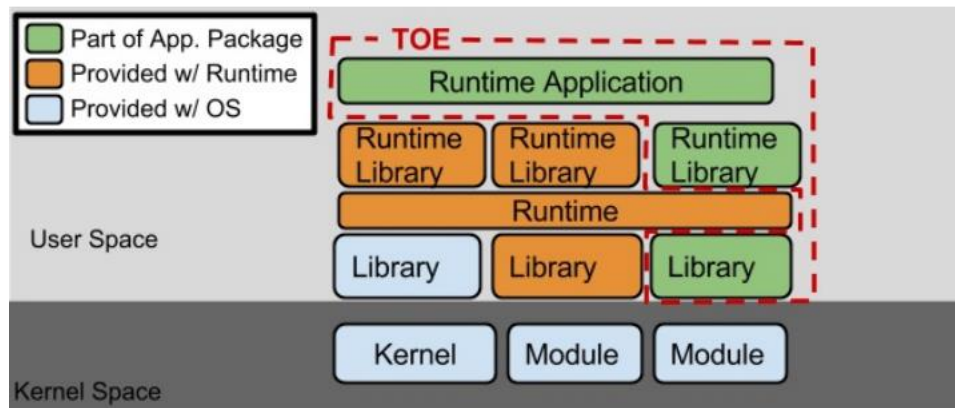 Part of App. Package
Provided w/ Runtime
Provided w/ OS
TOE
Runtime Application
Runtime
Library
Runtime
Library
Runtime
Library
Runtime
User Space
Library
Library
Library
Kernel
Module
Module
Kernel Space